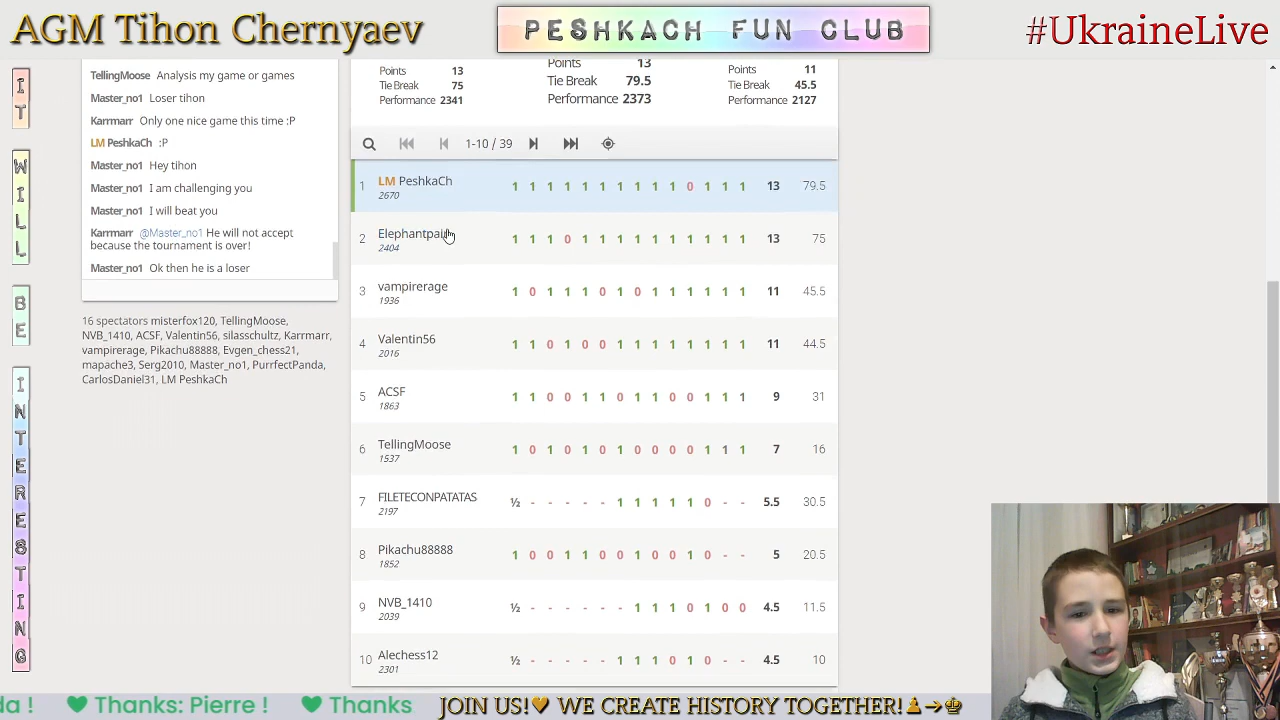 AGM Tihon Chernyaev
PESHKACH FUN CLUB
#UkraineLive
IT
WILL
BE
INTERESTING
TellingMoose Analysis my game or games
Master_no1 Loser tihon
Karrmarr Only one nice game this time :P
LM PeshkaCh :P
Master_no1 Hey tihon
Master_no1 I am challenging you
Master_no1 I will beat you
Karrmarr @Master_no1 He will not accept
because the tournament is over!
Master_no1 Ok then he is a loser
16 spectators misterfox120, TellingMoose,
NVB_1410, ACSF, Valentin56, silasschultz, Karrmarr,
vampirerage, Pikachu88888, Evgen_chess21,
mapache3, Serg2010, Master_no1, PurrfectPanda,
CarlosDaniel31, LM PeshkaCh
Points 13
Tie Break 75
Performance 2341
Points 13
Tie Break 79.5
Performance 2373
Points 11
Tie Break 45.5
Performance 2127
1-10 / 39
1 LM PeshkaCh 1 1 1 1 1 1 1 1 1 1 0 1 1 1 13 79.5
2670
2 1 1 1 0 1 1 1 1 1 1 1 1 1 1 13 75
2404
3 vampirerage 1 0 1 1 1 0 1 0 1 1 1 1 1 1 11 45.5
1936
4 Valentin56 1 1 0 1 0 0 1 1 1 1 1 1 1 1 11 44.5
2016
5 ACSF 1 1 0 0 1 1 0 1 1 0 0 1 1 1 9 31
1863
6 TellingMoose 1 0 1 0 1 0 1 0 0 0 0 1 1 1 7 16
1537
7 FILETECONPATATAS ½ - - - - - 1 1 1 1 1 0 - - 5.5 30.5
2197
8 Pikachu88888 1 0 0 1 1 0 0 1 0 0 1 0 - - 5 20.5
1852
9 NVB_1410 ½ - - - - - - 1 1 1 0 1 0 0 4.5 11.5
2039
10 Alechess12 ½ - - - - - 1 1 1 0 1 0 - - 4.5 10
2301
da ! Thanks: Pierre ! Thanks
JOIN US! WE CREATE HISTORY TOGETHER! ♟→♚